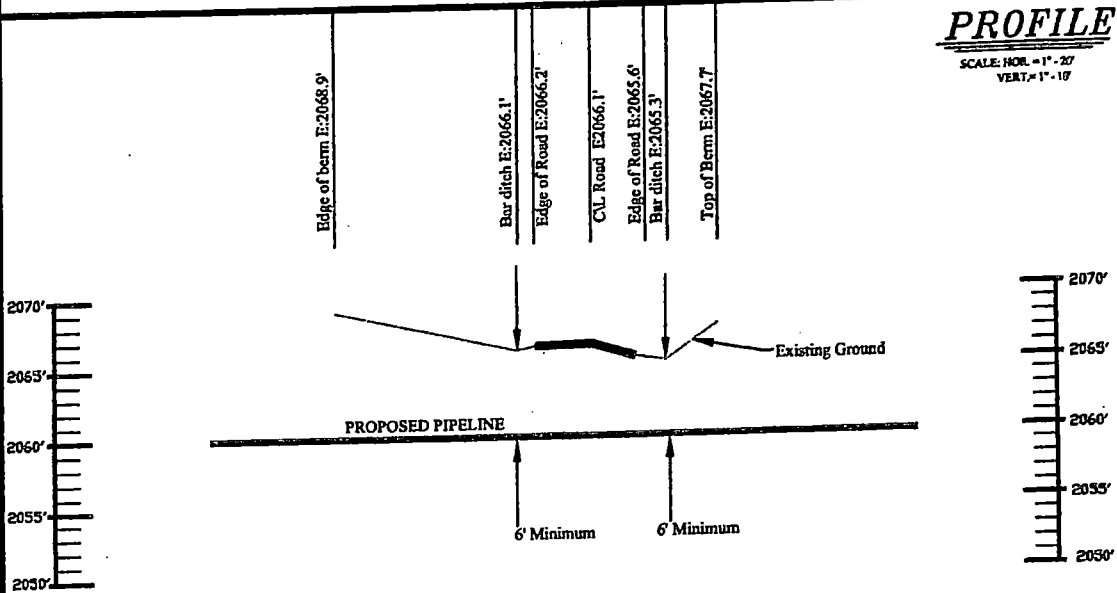 PROFILE
SCALE: HOR. = 1" - 20'
VERT. = 1" - 10'
Edge of berm E:2068.9'
Bar ditch E:2066.1'
Edge of Road E:2066.2'
C\L Road E2066.1'
Edge of Road E:2065.6'
Bar ditch E:2065.3'
Top of Berm E:2067.7'
2070'
2065'
2060'
2055'
2050'
2070'
2065'
2060'
2055'
2050'
Existing Ground
PROPOSED PIPELINE
6' Minimum
6' Minimum